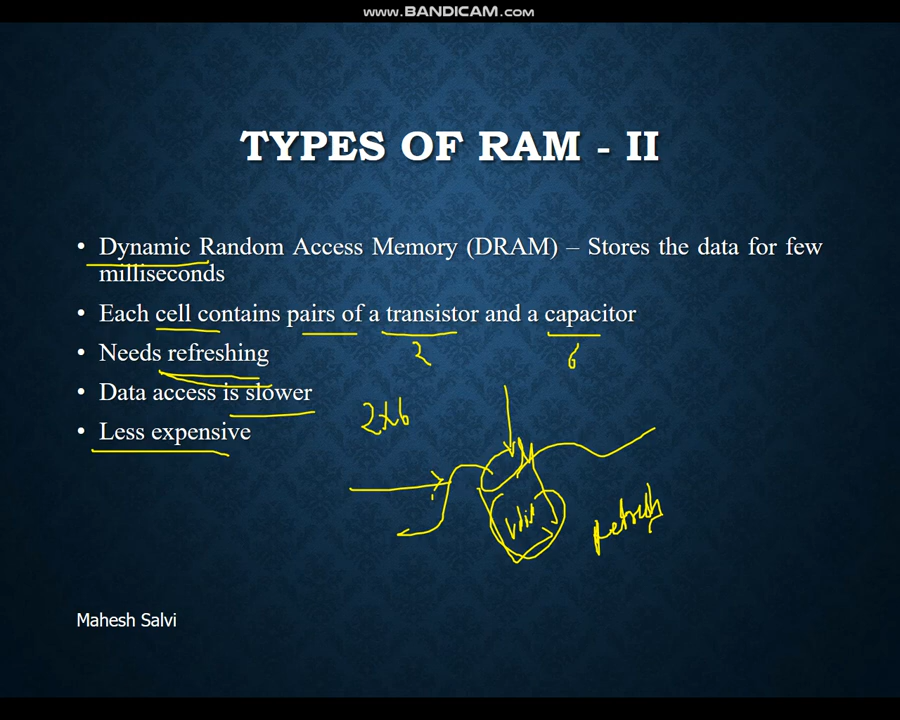 WWW.BANDICAM.COM
TYPES OF RAM - II
• Dynamic Random Access Memory (DRAM) – Stores the data for few
milliseconds
• Each cell contains pairs of a transistor and a capacitor
2
6
• Needs refreshing
• Data access is slower
• Less expensive
Mahesh Salvi